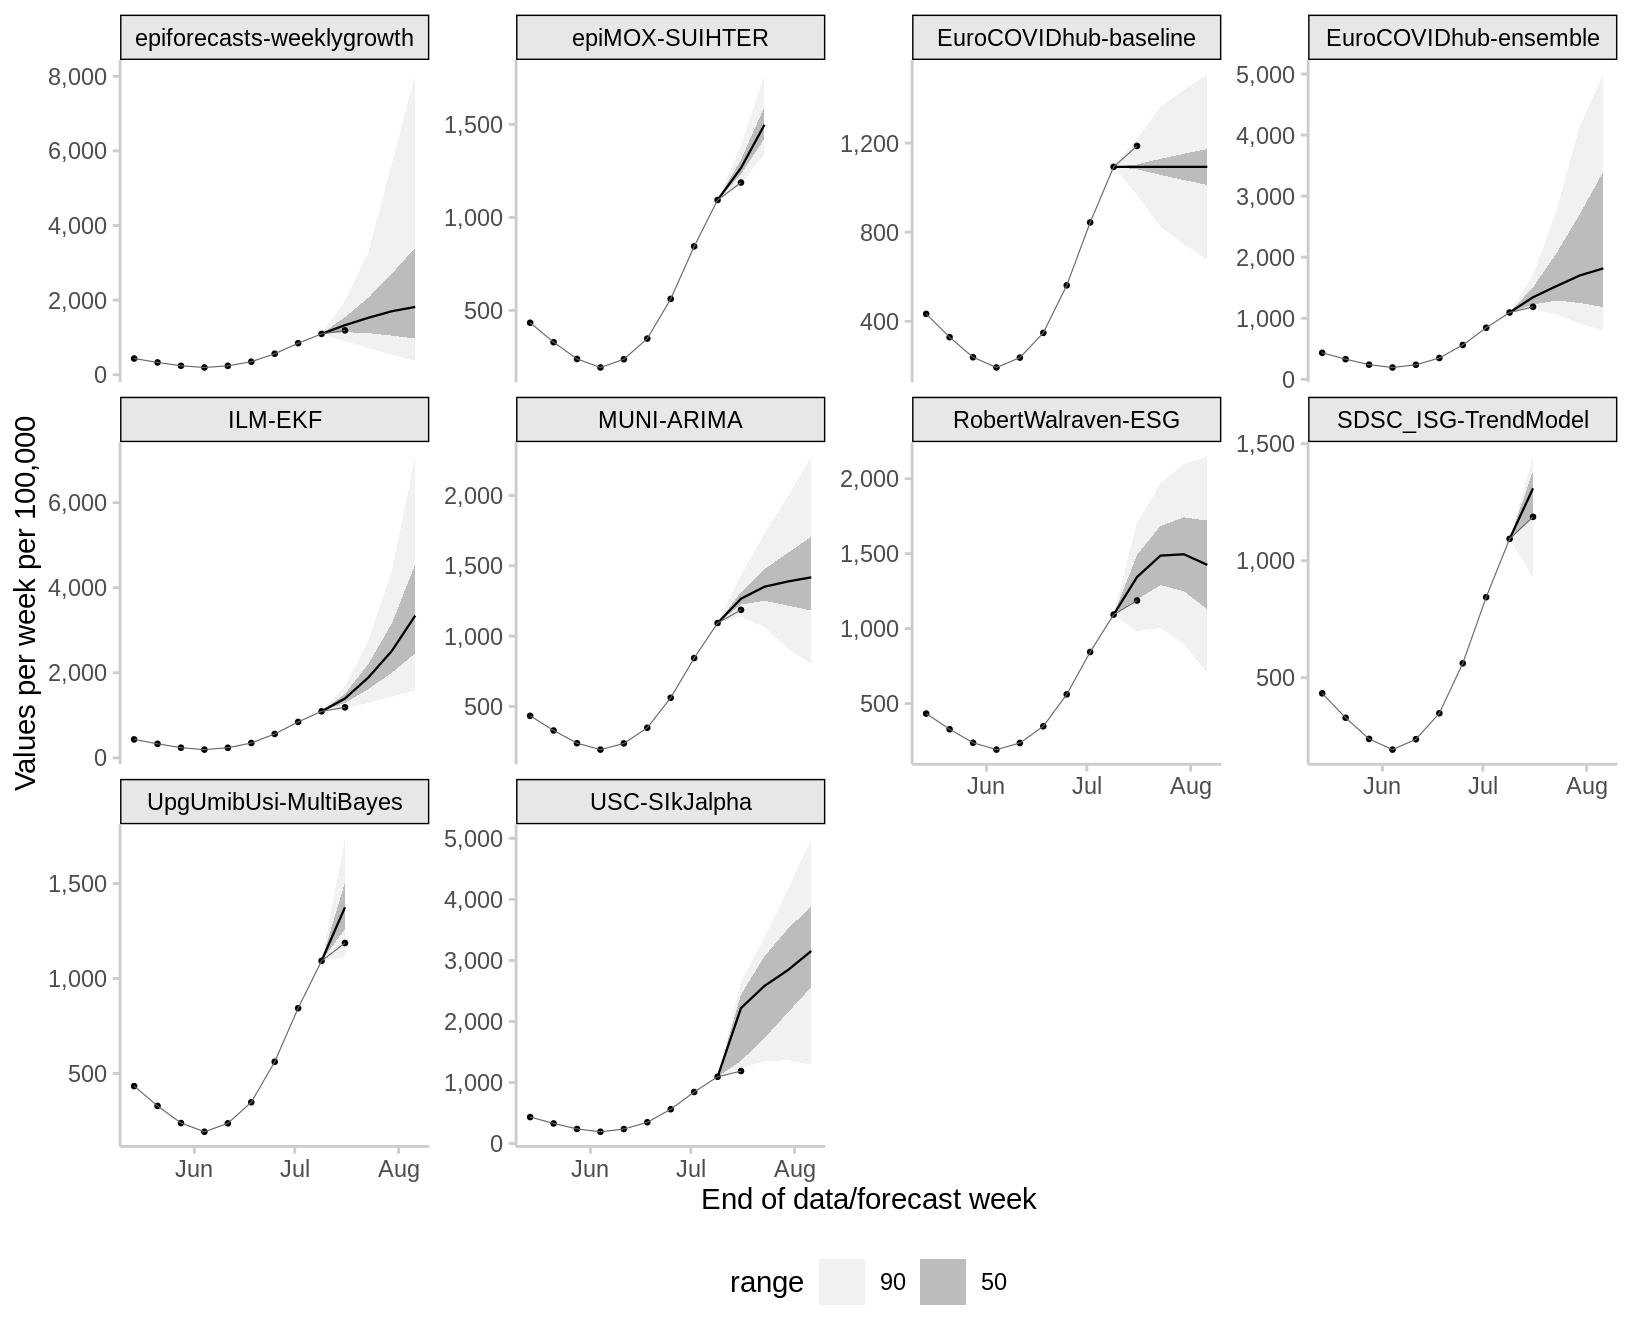 epiforecasts-weeklygrowth
epiMOX-SUIHTER
EuroCOVIDhub-baseline
EuroCOVIDhub-ensemble
8,000
6,000
4,000
2,000
0
1,500
1,000
500
1,200
800
400
5,000
4,000
3,000
2,000
1,000
0
ILM-EKF
MUNI-ARIMA
RobertWalraven-ESG
SDSC_ISG-TrendModel
6,000
4,000
2,000
0
2,000
1,500
1,000
500
2,000
1,500
1,000
500
1,500
1,000
500
Jun Jul Aug
Jun Jul Aug
Values per week per 100,000
UpgUmibUsi-MultiBayes
USC-SIkJalpha
1,500
1,000
500
5,000
4,000
3,000
2,000
1,000
0
Jun Jul Aug
Jun Jul Aug
End of data/forecast week
range 90 50